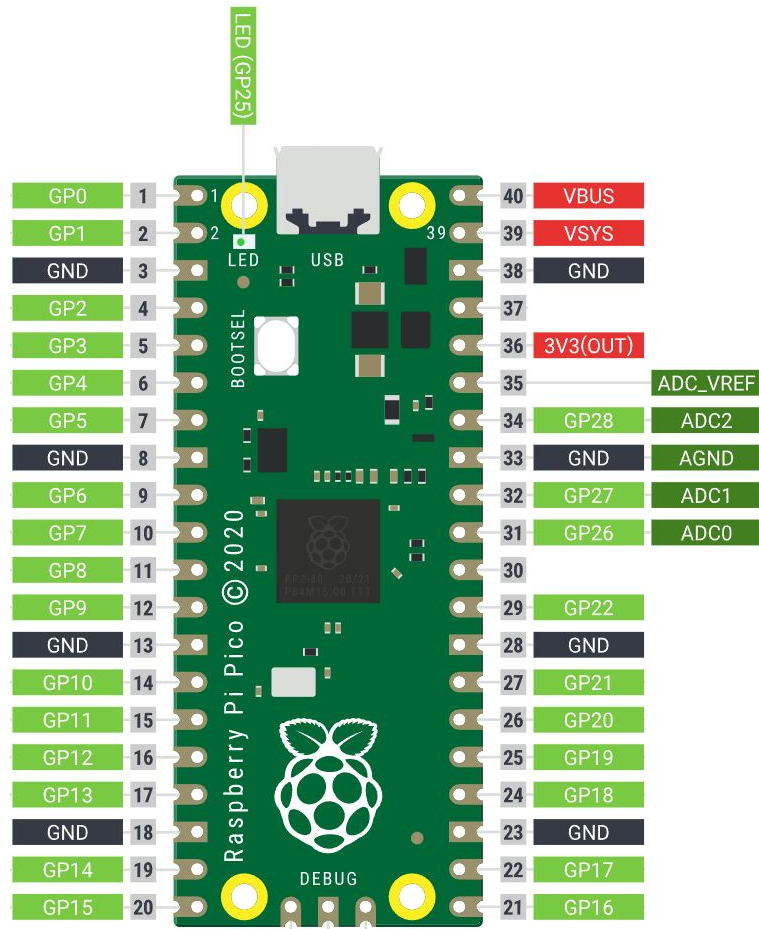 LED (GP25)
GP0 1 1 40 VBUS
GP1 2 2 39 39 VSYS
GND 3 LED USB 38 GND
GP2 4 37
GP3 5 36 3V3(OUT)
BOOTSEL
GP4 6 35 ADC_VREF
GP5 7 34 GP28 ADC2
GND 8 33 GND AGND
GP6 9 32 GP27 ADC1
GP7 10 31 GP26 ADC0
GP8 11 30
GP9 12 29 GP22
GND 13 28 GND
GP10 14 27 GP21
GP11 15 26 GP20
GP12 16 25 GP19
GP13 17 24 GP18
Raspberry Pi Pico © 2020
GND 18 23 GND
GP14 19 DEBUG 22 GP17
GP15 20 21 GP16